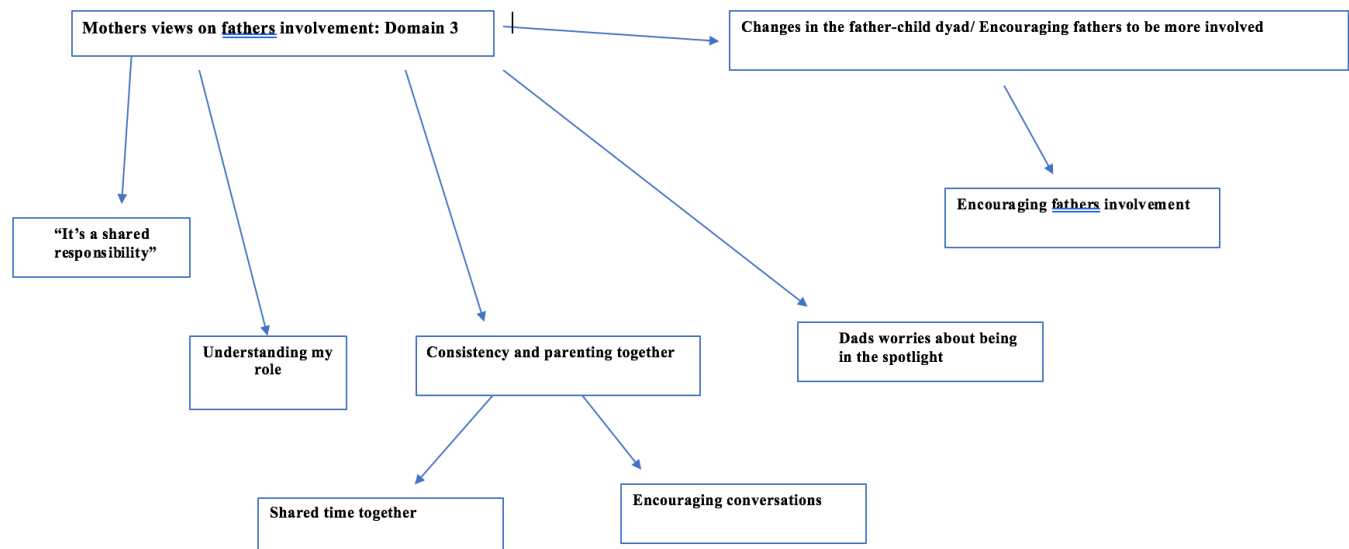 Mothers views on fathers involvement: Domain 3
Changes in the father-child dyad/ Encouraging fathers to be more involved
Encouraging fathers involvement
“It’s a shared
responsibility”
Understanding my
role
Consistency and parenting together
Dads worries about being
in the spotlight
Shared time together
Encouraging conversations